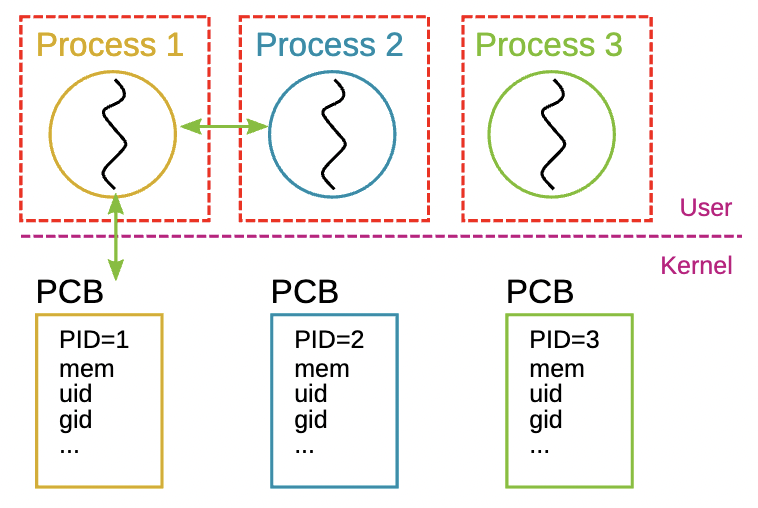 Process 1
Process 2
Process 3
User
Kernel
PCB
PID=1
mem
uid
gid
...
PCB
PID=2
mem
uid
gid
...
PCB
PID=3
mem
uid
gid
...